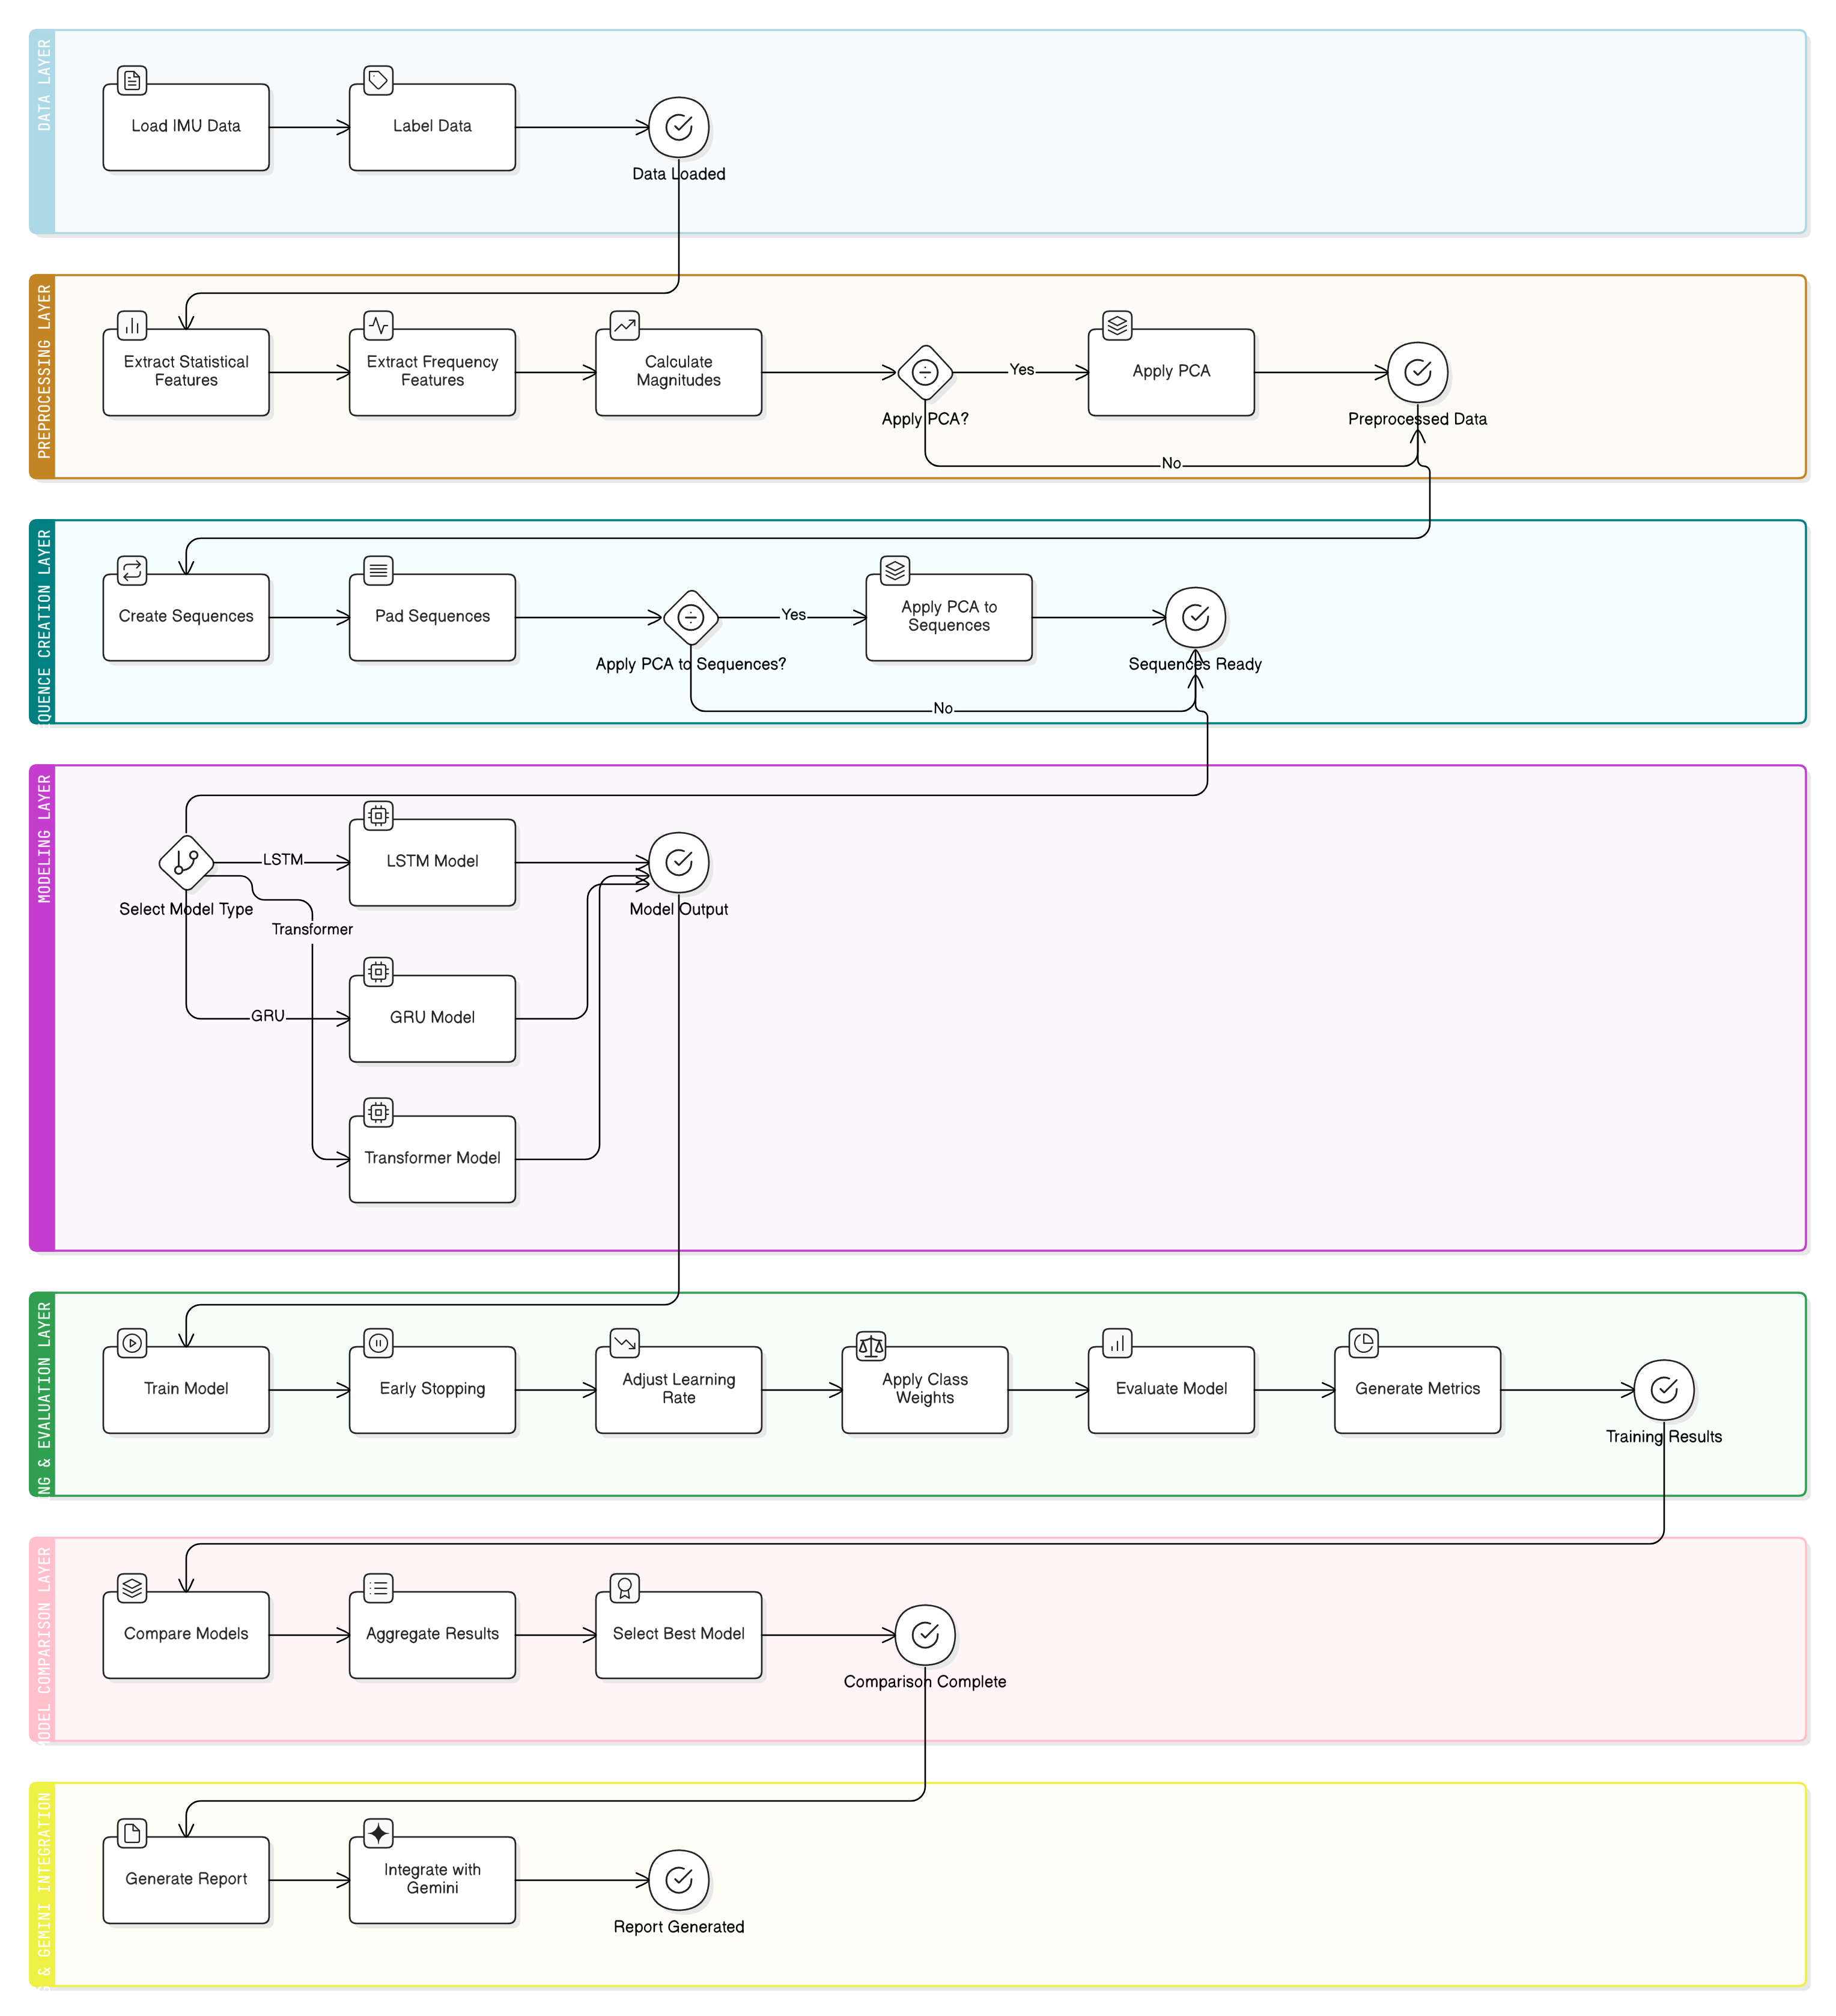 DATA LAYER
Load IMU Data
Label Data
Data Loaded
PREPROCESSING LAYER
Extract Statistical
Features
Extract Frequency
Features
Calculate
Magnitudes
Apply PCA?
Yes
No
Apply PCA
Preprocessed Data
QUENCE CREATION LAYER
Create Sequences
Pad Sequences
Apply PCA to Sequences?
Yes
No
Apply PCA to
Sequences
Sequences Ready
MODELING LAYER
Select Model Type
LSTM
Transformer
GRU
LSTM Model
GRU Model
Transformer Model
Model Output
NG & EVALUATION LAYER
Train Model
Early Stopping
Adjust Learning
Rate
Apply Class
Weights
Evaluate Model
Generate Metrics
Training Results
MODEL COMPARISON LAYER
Compare Models
Aggregate Results
Select Best Model
Comparison Complete
& GEMINI INTEGRATION
Generate Report
Integrate with
Gemini
Report Generated